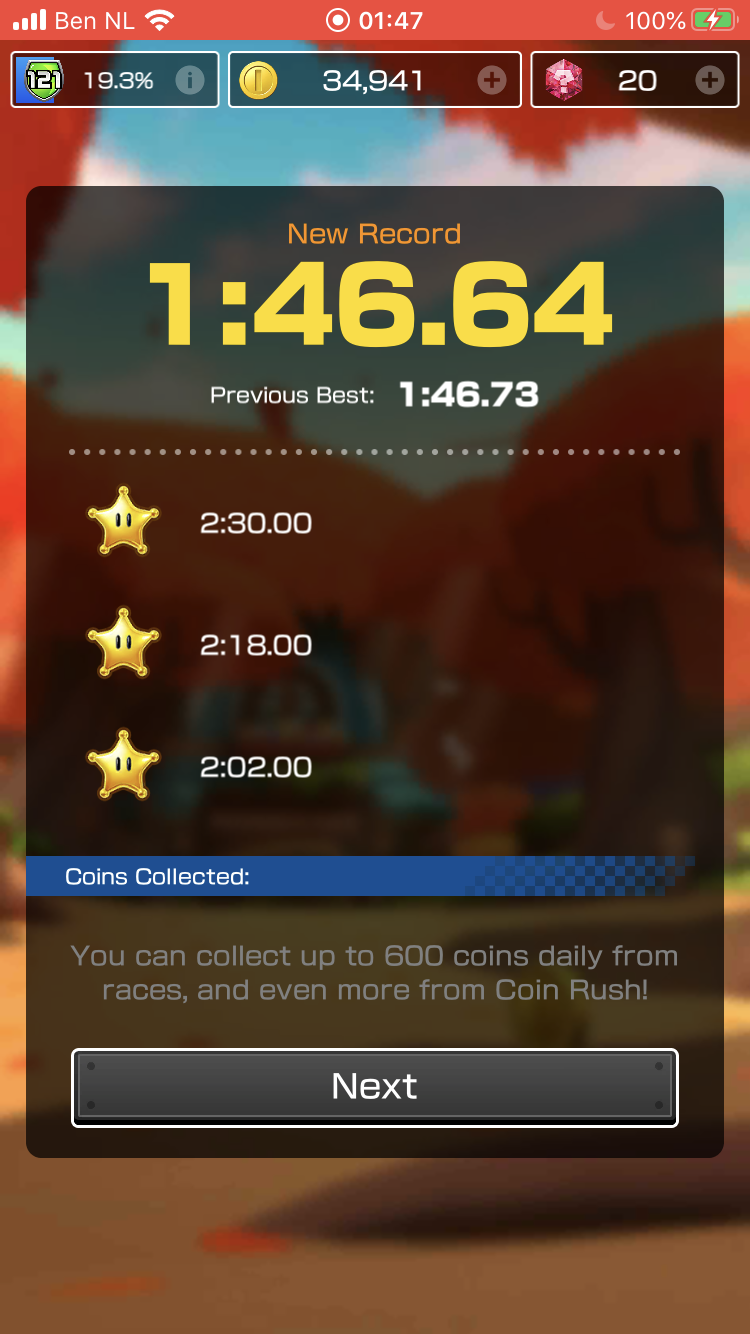 Ben NL 01:47 100%
121 19.3% i 34,941 + ? 20 +
New Record
1:46.64
Previous Best: 1:46.73
2:30.00
2:18.00
2:02.00
Coins Collected:
You can collect up to 600 coins daily from
races, and even more from Coin Rush!
Next